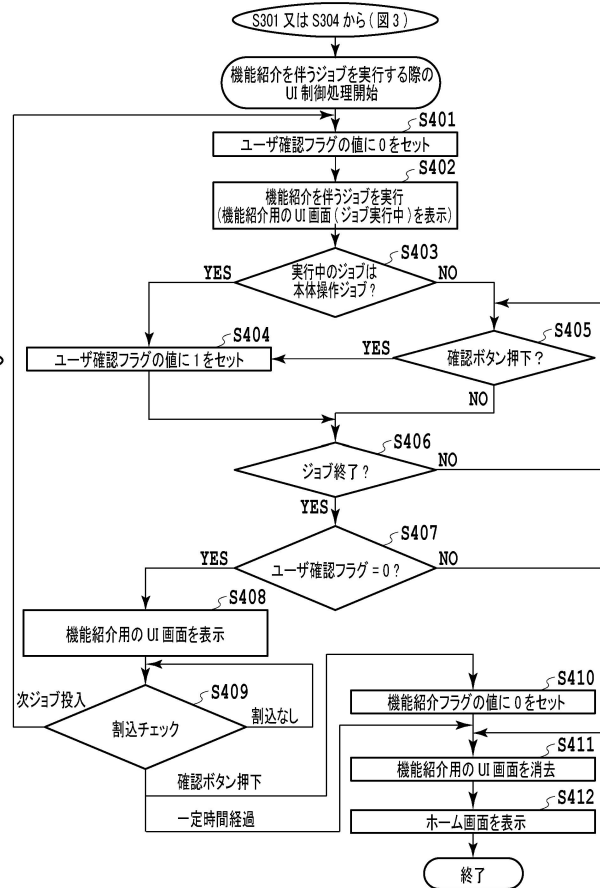 S301 又は S304 から ( 図 3 )
機能紹介を伴うジョブを実行する際の
UI 制御処理開始
S401
ユーザ確認フラグの値に 0 をセット
S402
機能紹介を伴うジョブを実行
(機能紹介用の UI 画面 ( ジョブ実行中 ) を表示)
S403
実行中のジョブは
本体操作ジョブ ?
YES
NO
S404
ユーザ確認フラグの値に 1 をセット
S405
確認ボタン押下 ?
YES
NO
S406
ジョブ終了 ?
NO
YES
S407
ユーザ確認フラグ = 0 ?
YES
NO
S408
機能紹介用の UI 画面を表示
S409
割込チェック
次ジョブ投入
割込なし
確認ボタン押下
一定時間経過
S410
機能紹介フラグの値に 0 をセット
S411
機能紹介用の UI 画面を消去
S412
ホーム画面を表示
終了